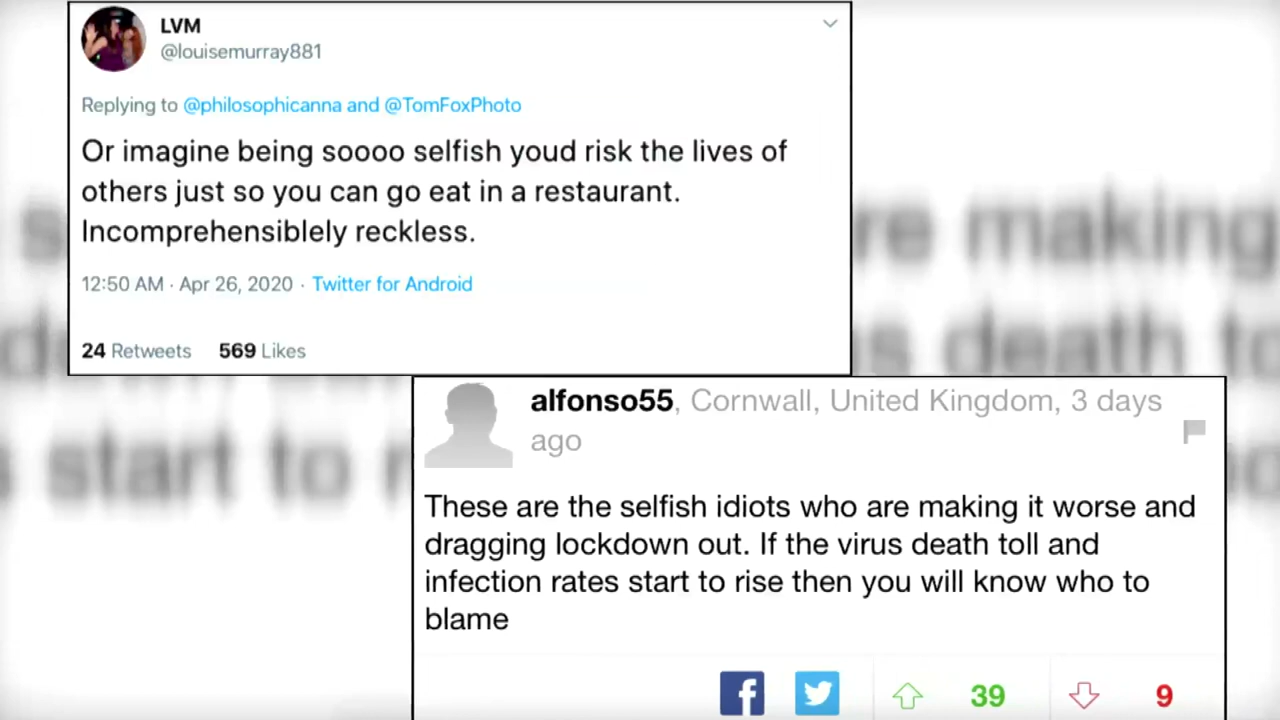 LVM
@louisemurray881
Replying to @philosophicanna and @TomFoxPhoto
Or imagine being soooo selfish youd risk the lives of
others just so you can go eat in a restaurant.
Incomprehensiblely reckless.
12:50 AM · Apr 26, 2020 · Twitter for Android
24 Retweets 569 Likes
alfonso55, Cornwall, United Kingdom, 3 days
ago
These are the selfish idiots who are making it worse and
dragging lockdown out. If the virus death toll and
infection rates start to rise then you will know who to
blame
39 9
making
death
start to